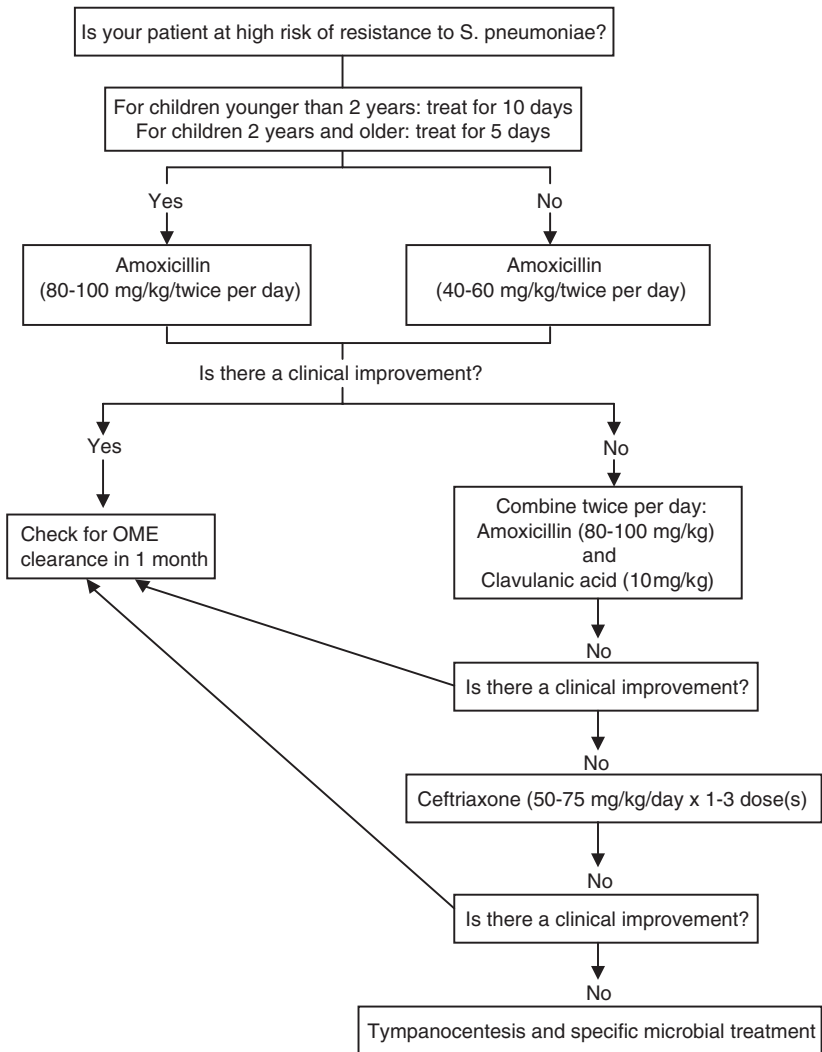 Is your patient at high risk of resistance to S. pneumoniae?
For children younger than 2 years: treat for 10 days
For children 2 years and older: treat for 5 days
Yes
No
Amoxicillin
(80-100 mg/kg/twice per day)
Amoxicillin
(40-60 mg/kg/twice per day)
Is there a clinical improvement?
Yes
No
Check for OME
clearance in 1 month
Combine twice per day:
Amoxicillin (80-100 mg/kg)
and
Clavulanic acid (10mg/kg)
No
Is there a clinical improvement?
No
Ceftriaxone (50-75 mg/kg/day x 1-3 dose(s)
No
Is there a clinical improvement?
No
Tympanocentesis and specific microbial treatment